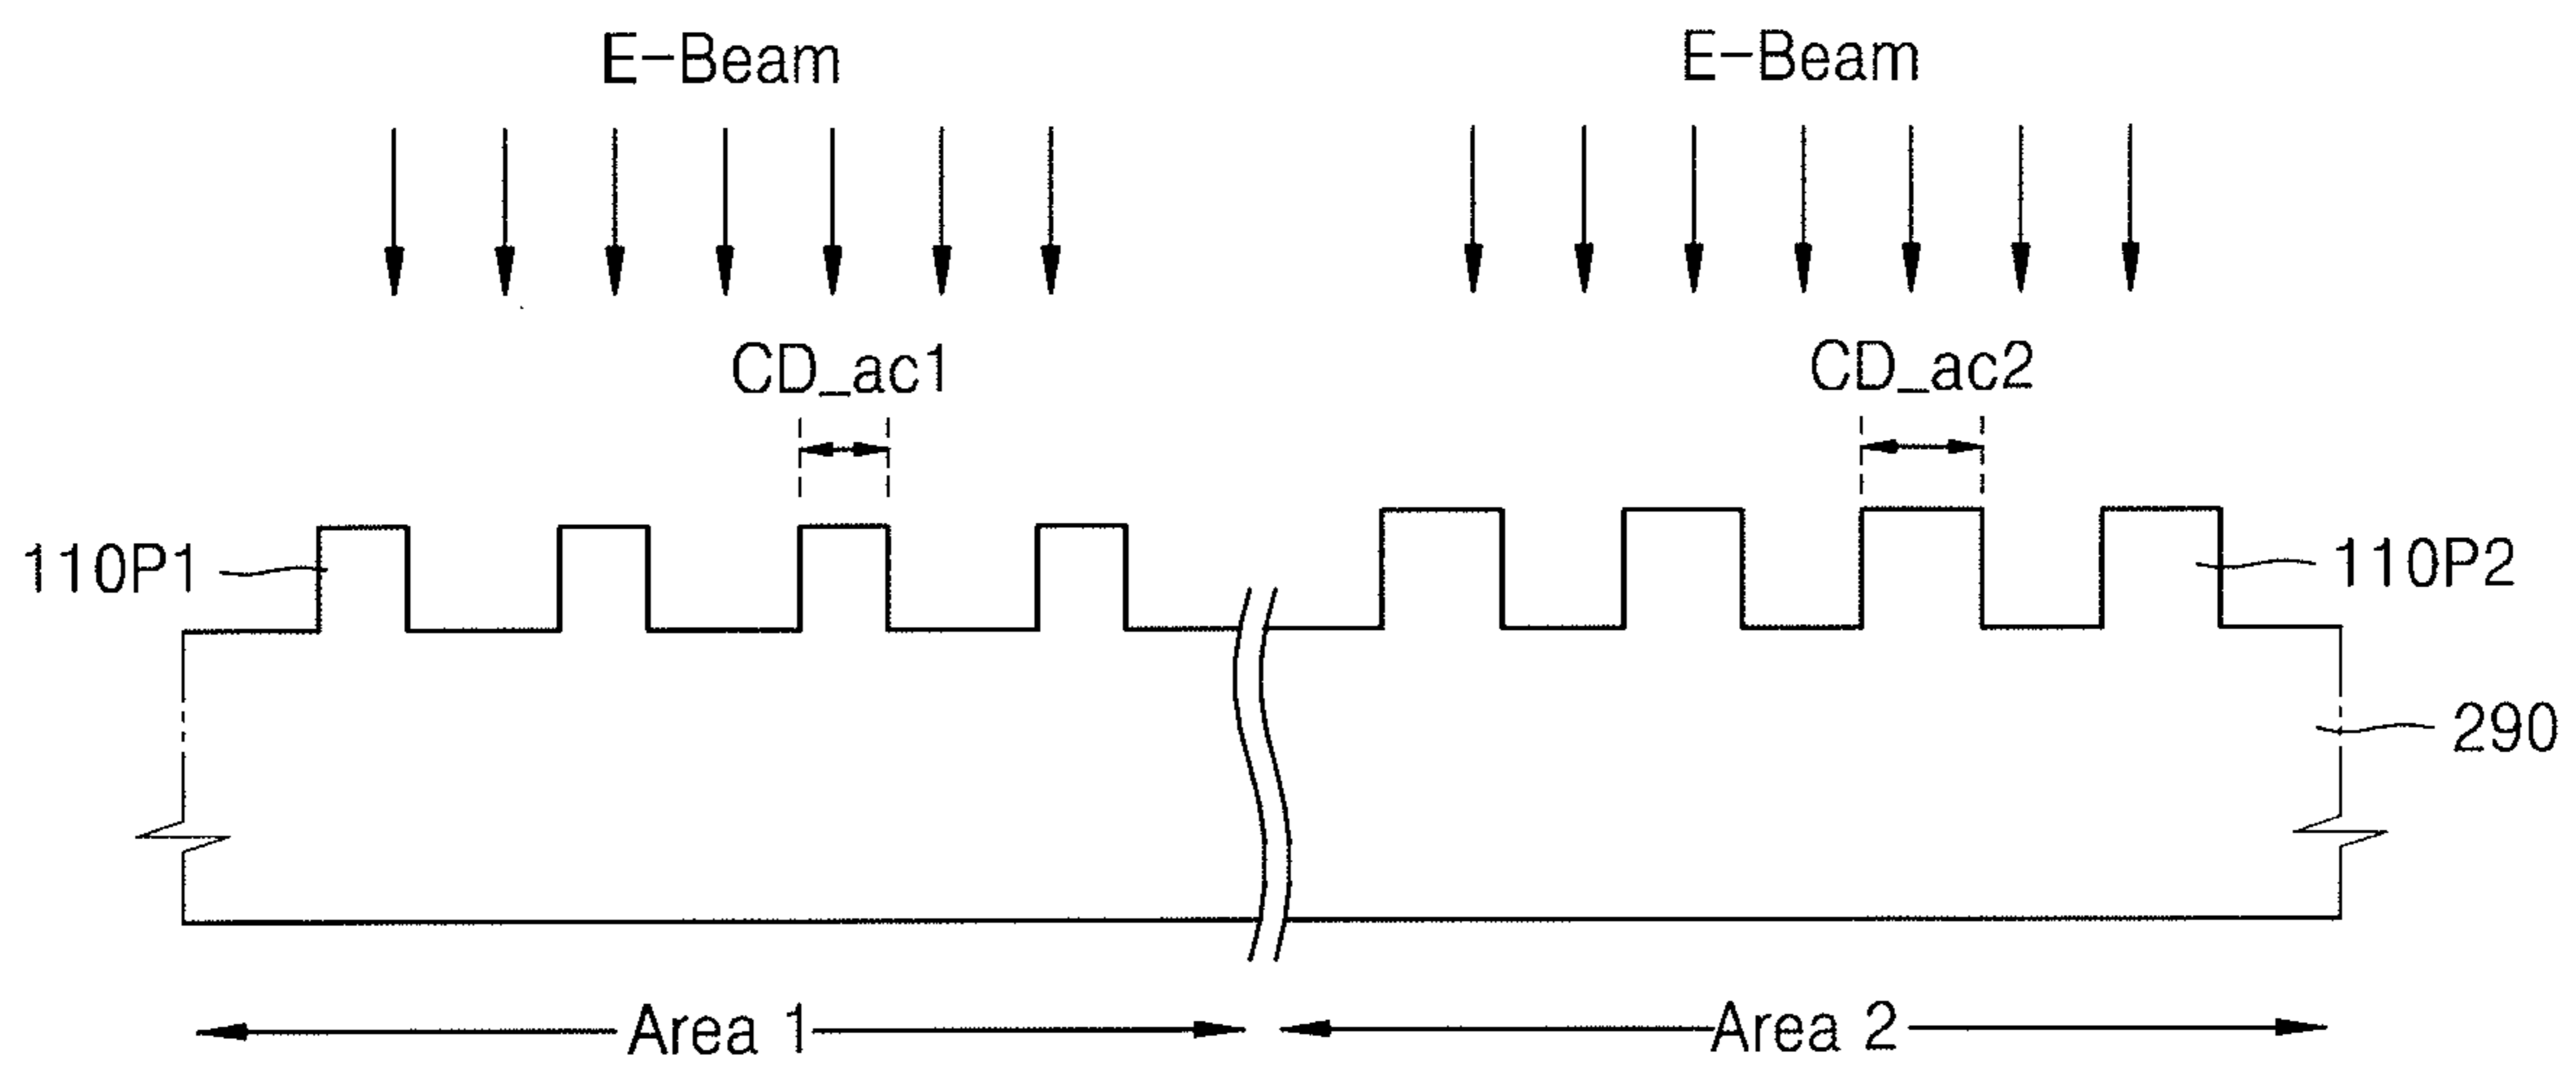 E-Beam E-Beam
CD_ac1 CD_ac2
110P1 110P2
290
Area 1 Area 2